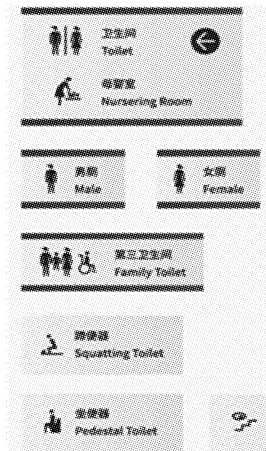 卫生间
Toilet
母婴室
Nursering Room
男厕
Male
女厕
Female
第三卫生间
Family Toilet
蹲便器
Squatting Toilet
坐便器
Pedestal Toilet